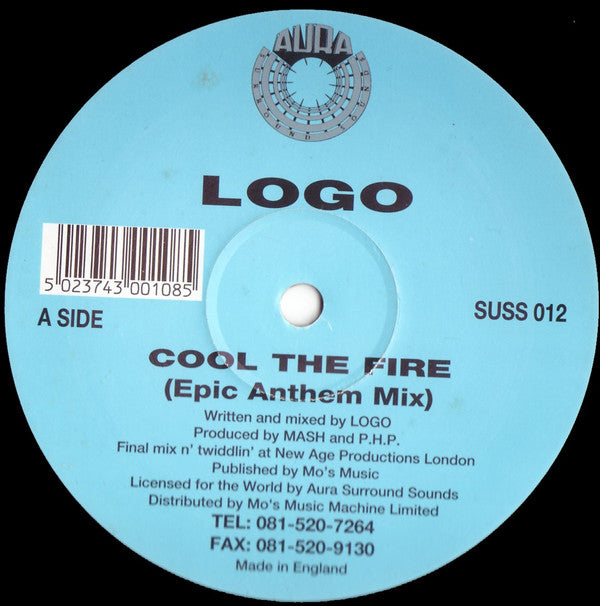 AURA
SURROUND SOUNDS
LOGO
5 023743 001085
A SIDE
SUSS 012
COOL THE FIRE
(Epic Anthem Mix)
Written and mixed by LOGO
Produced by MASH and P.H.P.
Final mix n' twiddlin' at New Age Productions London
Published by Mo's Music
Licensed for the World by Aura Surround Sounds
Distributed by Mo's Music Machine Limited
TEL: 081-520-7264
FAX: 081-520-9130
Made in England